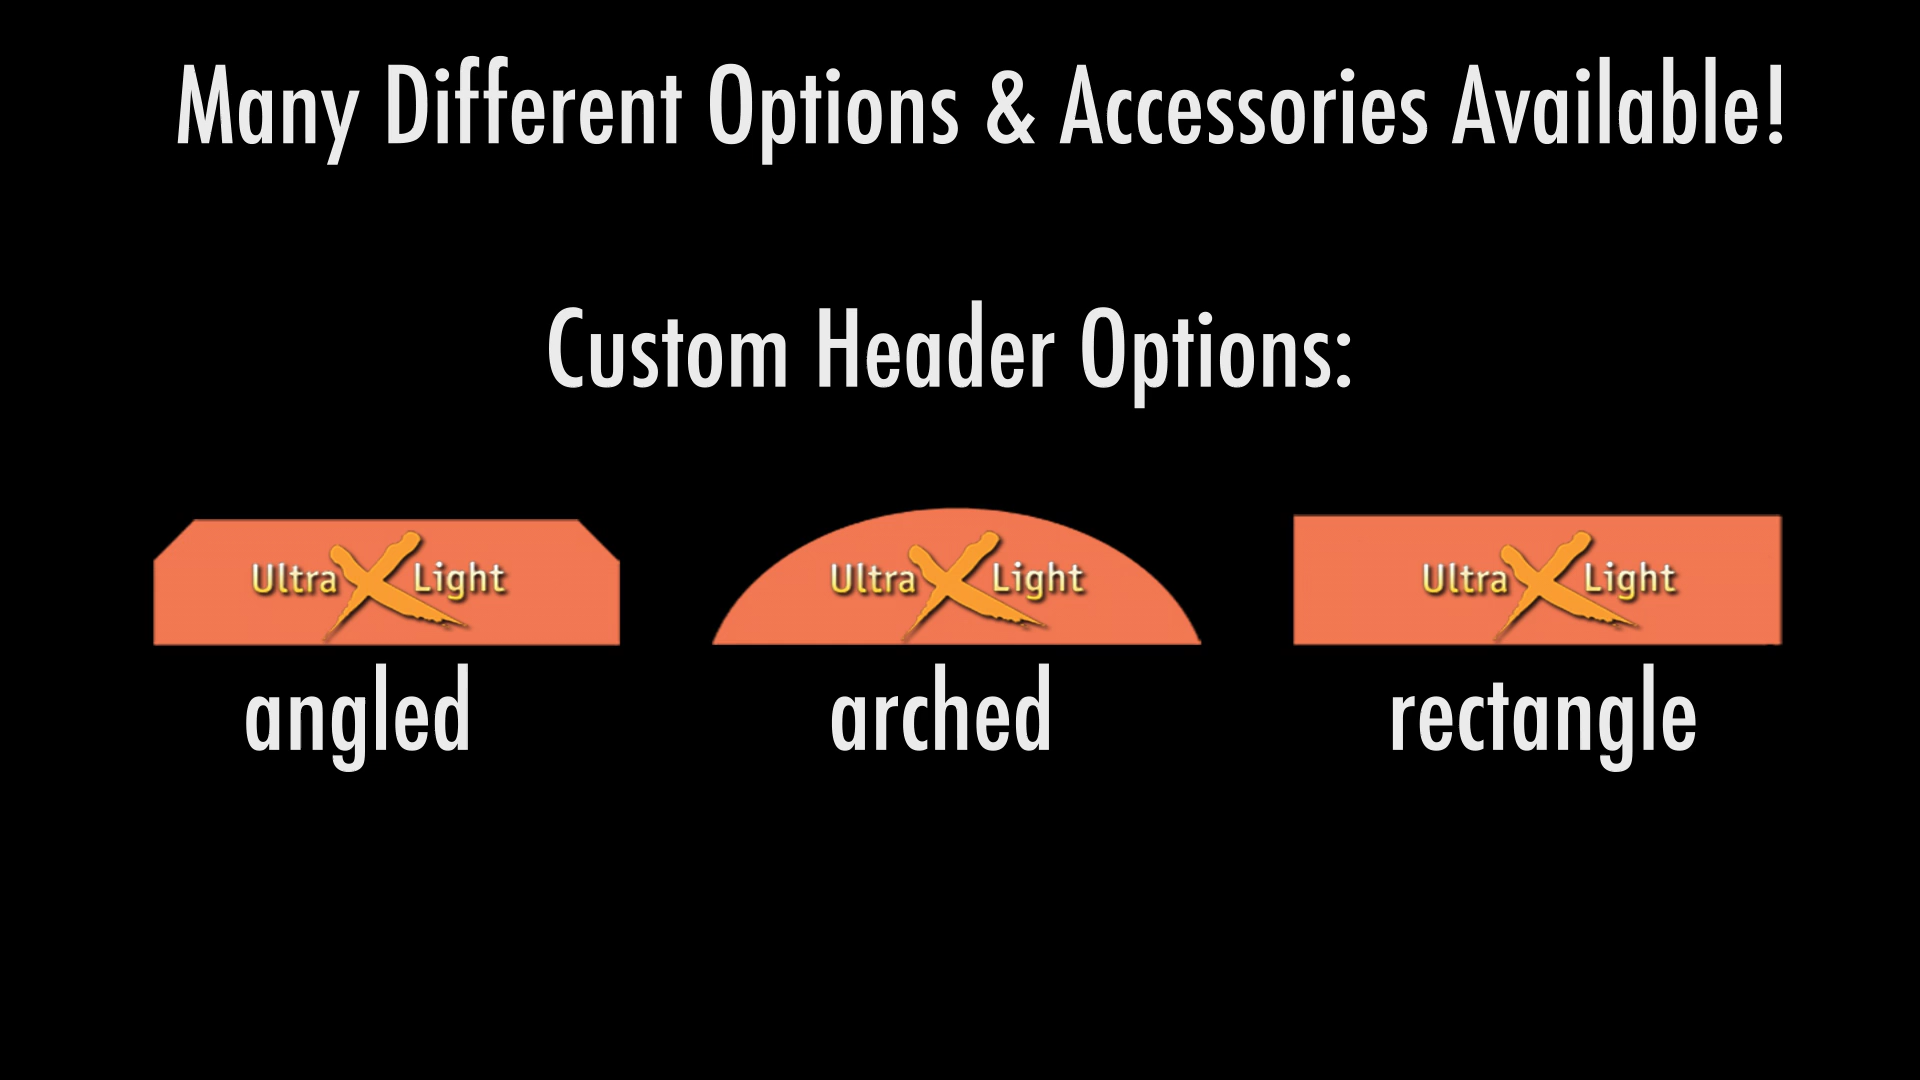 Many Different Options & Accessories Available!
Custom Header Options:
Ultra X Light
Ultra X Light
Ultra X Light
angled
arched
rectangle